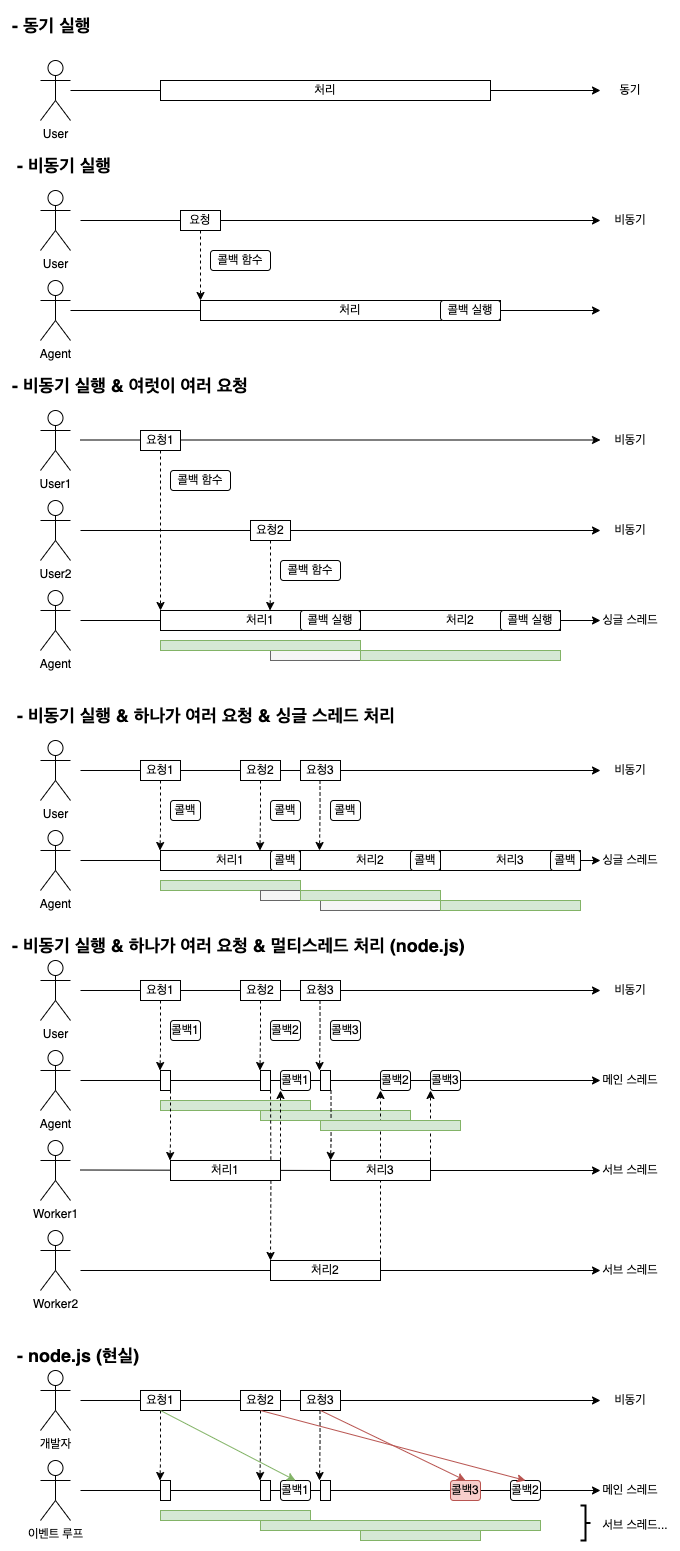 - 동기 실행
처리
동기
User
- 비동기 실행
요청
비동기
User
콜백 함수
처리
콜백 실행
Agent
- 비동기 실행 & 여럿이 여러 요청
요청1
비동기
User1
콜백 함수
요청2
비동기
User2
콜백 함수
처리1
콜백 실행
처리2
콜백 실행
싱글 스레드
Agent
- 비동기 실행 & 하나가 여러 요청 & 싱글 스레드 처리
요청1
요청2
요청3
비동기
User
콜백
콜백
콜백
처리1
콜백
처리2
콜백
처리3
콜백
싱글 스레드
Agent
- 비동기 실행 & 하나가 여러 요청 & 멀티스레드 처리 (node.js)
요청1
요청2
요청3
비동기
User
콜백1
콜백2
콜백3
콜백1
콜백2
콜백3
메인 스레드
Agent
처리1
처리3
서브 스레드
Worker1
처리2
서브 스레드
Worker2
- node.js (현실)
요청1
요청2
요청3
비동기
개발자
콜백1
콜백3
콜백2
메인 스레드
이벤트 루프
서브 스레드...